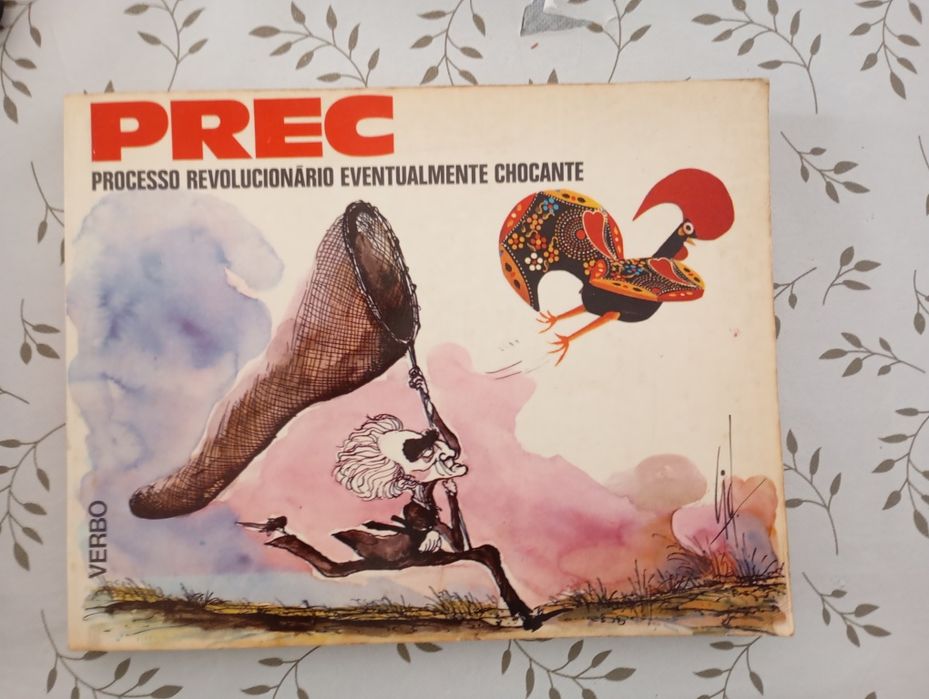 PREC
PROCESSO REVOLUCIONÁRIO EVENTUALMENTE CHOCANTE
VERBO